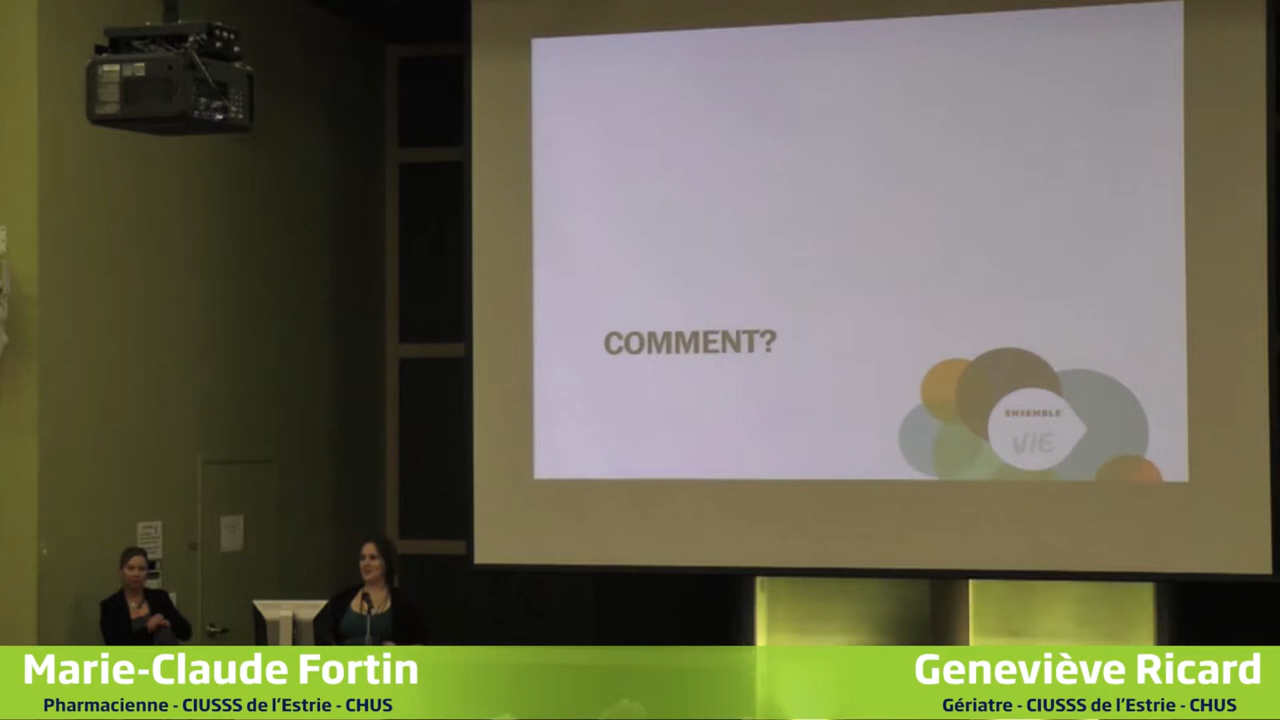 COMMENT?
ENSEMBLE
VIE
Marie-Claude Fortin
Pharmacienne - CIUSSS de l'Estrie - CHUS
Geneviève Ricard
Gériatre - CIUSSS de l'Estrie - CHUS